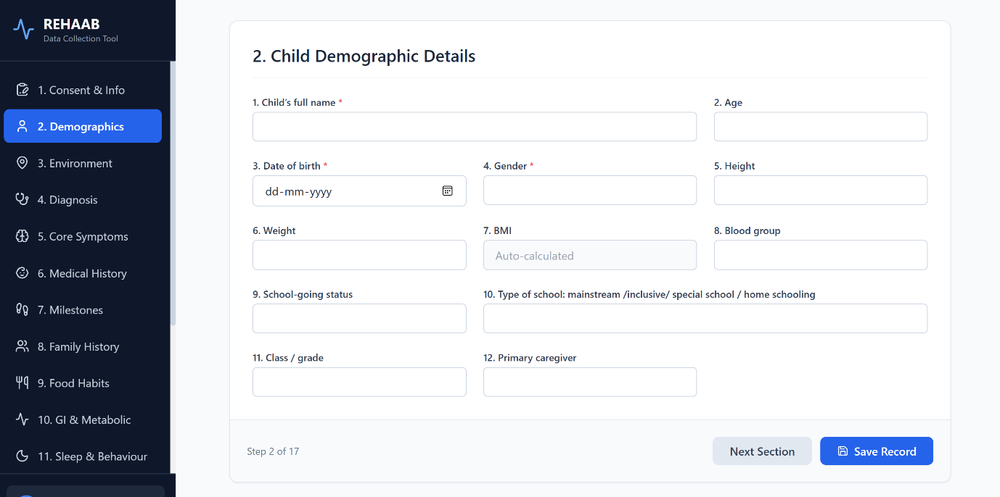 REHAAB
Data Collection Tool
1. Consent & Info
2. Demographics
3. Environment
4. Diagnosis
5. Core Symptoms
6. Medical History
7. Milestones
8. Family History
9. Food Habits
10. GI & Metabolic
11. Sleep & Behaviour
2. Child Demographic Details
1. Child's full name *
2. Age
3. Date of birth *
4. Gender *
5. Height
dd-mm-yyyy
6. Weight
7. BMI
8. Blood group
Auto-calculated
9. School-going status
10. Type of school: mainstream /inclusive/ special school / home schooling
11. Class / grade
12. Primary caregiver
Step 2 of 17
Next Section
Save Record